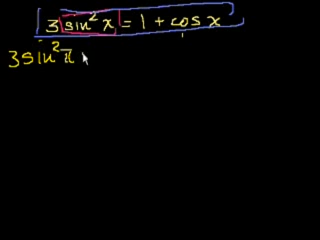 3 sin² x = 1 + cos x
3 sin² π